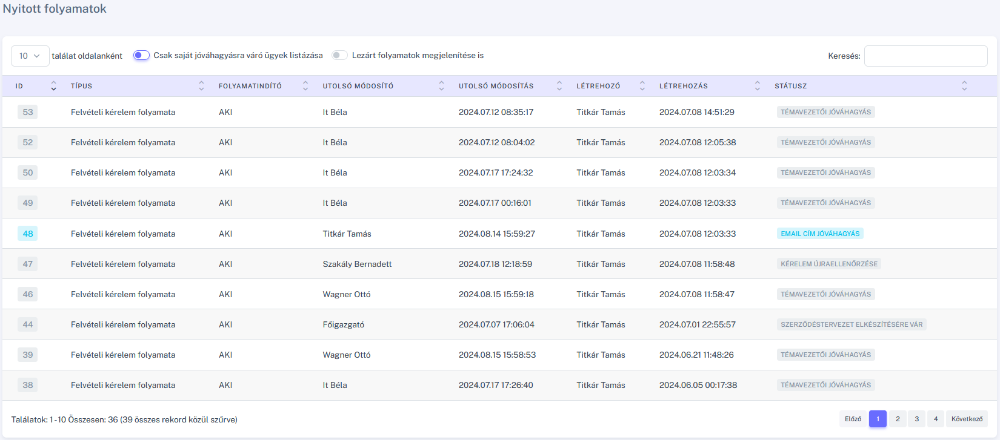 Nyitott folyamatok
10 találat oldalanként Csak saját jóváhagyásra váró ügyek listázása Lezárt folyamatok megjelenítése is Keresés:
ID TÍPUS FOLYAMATINDÍTÓ UTOLSÓ MÓDOSÍTÓ UTOLSÓ MÓDOSÍTÁS LÉTREHOZÓ LÉTREHOZÁS STÁTUSZ
53 Felvételi kérelem folyamata AKI It Béla 2024.07.12 08:35:17 Titkár Tamás 2024.07.08 14:51:29 TÉMAVEZETŐI JÓVÁHAGYÁS
52 Felvételi kérelem folyamata AKI It Béla 2024.07.12 08:04:02 Titkár Tamás 2024.07.08 12:05:38 TÉMAVEZETŐI JÓVÁHAGYÁS
50 Felvételi kérelem folyamata AKI It Béla 2024.07.17 17:24:32 Titkár Tamás 2024.07.08 12:03:34 TÉMAVEZETŐI JÓVÁHAGYÁS
49 Felvételi kérelem folyamata AKI It Béla 2024.07.17 00:16:01 Titkár Tamás 2024.07.08 12:03:33 TÉMAVEZETŐI JÓVÁHAGYÁS
48 Felvételi kérelem folyamata AKI Titkár Tamás 2024.08.14 15:59:27 Titkár Tamás 2024.07.08 12:03:33 EMAIL CÍM JÓVÁHAGYÁS
47 Felvételi kérelem folyamata AKI Szakály Bernadett 2024.07.18 12:18:59 Titkár Tamás 2024.07.08 11:58:48 KÉRELEM ÚJRAELLENŐRZÉSE
46 Felvételi kérelem folyamata AKI Wagner Ottó 2024.08.15 15:59:18 Titkár Tamás 2024.07.08 11:58:47 TÉMAVEZETŐI JÓVÁHAGYÁS
44 Felvételi kérelem folyamata AKI Főigazgató 2024.07.07 17:06:04 Titkár Tamás 2024.07.01 22:55:57 SZERZŐDÉSTERVEZET ELKÉSZÍTÉSÉRE VÁR
39 Felvételi kérelem folyamata AKI Wagner Ottó 2024.08.15 15:58:53 Titkár Tamás 2024.06.21 11:48:26 TÉMAVEZETŐI JÓVÁHAGYÁS
38 Felvételi kérelem folyamata AKI It Béla 2024.07.17 17:26:40 Titkár Tamás 2024.06.05 00:17:38 TÉMAVEZETŐI JÓVÁHAGYÁS
Találatok: 1 - 10 Összesen: 36 (39 összes rekord közül szűrve) Előző 1 2 3 4 Következő